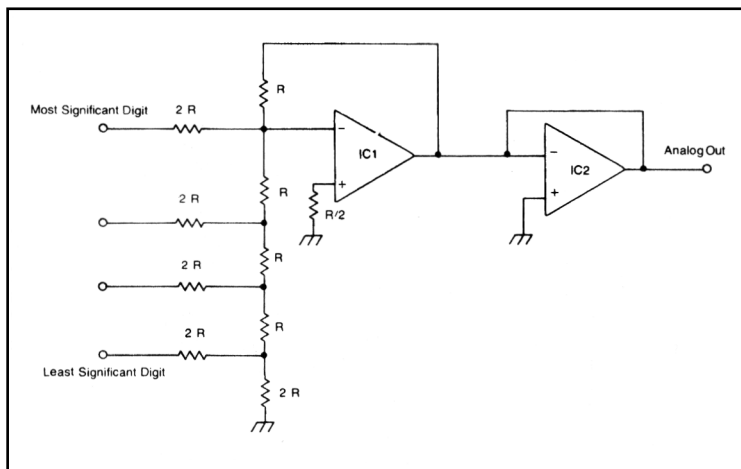 R
Most Significant Digit
2 R
IC1
−
+
R
R/2
IC2
−
+
Analog Out
2 R
R
2 R
R
2 R
Least Significant Digit
2 R